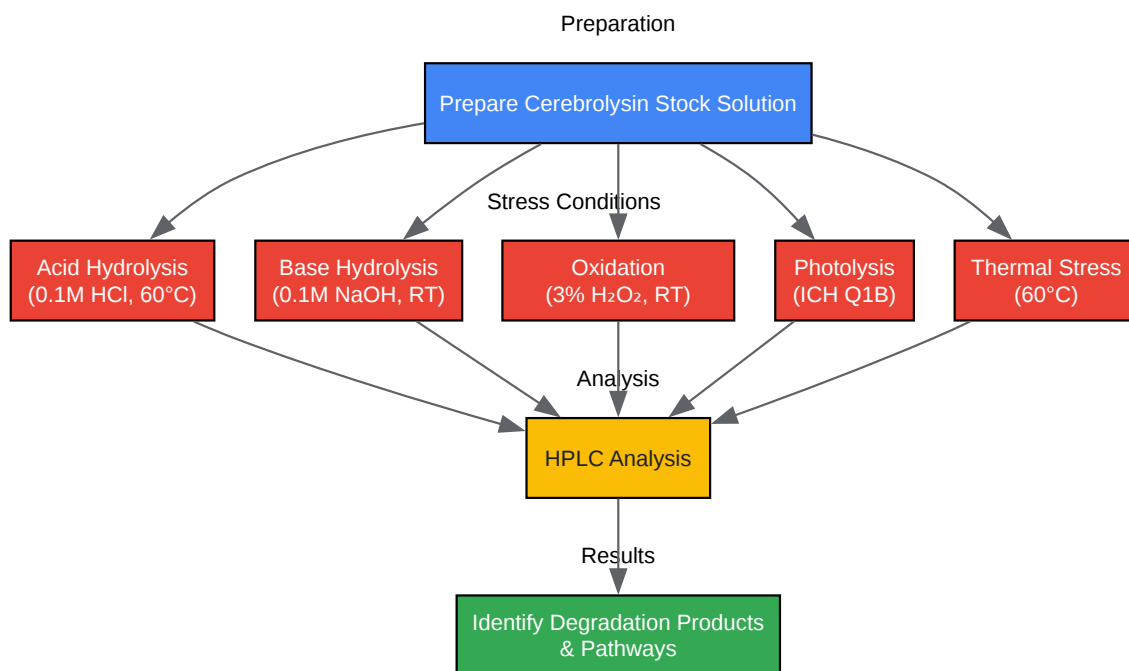 Preparation
Prepare Cerebrolysin Stock Solution
Stress Conditions
Acid Hydrolysis
(0.1M HCl, 60°C)
Base Hydrolysis
(0.1M NaOH, RT)
Oxidation
(3% H₂O₂, RT)
Photolysis
(ICH Q1B)
Thermal Stress
(60°C)
Analysis
HPLC Analysis
Results
Identify Degradation Products
& Pathways